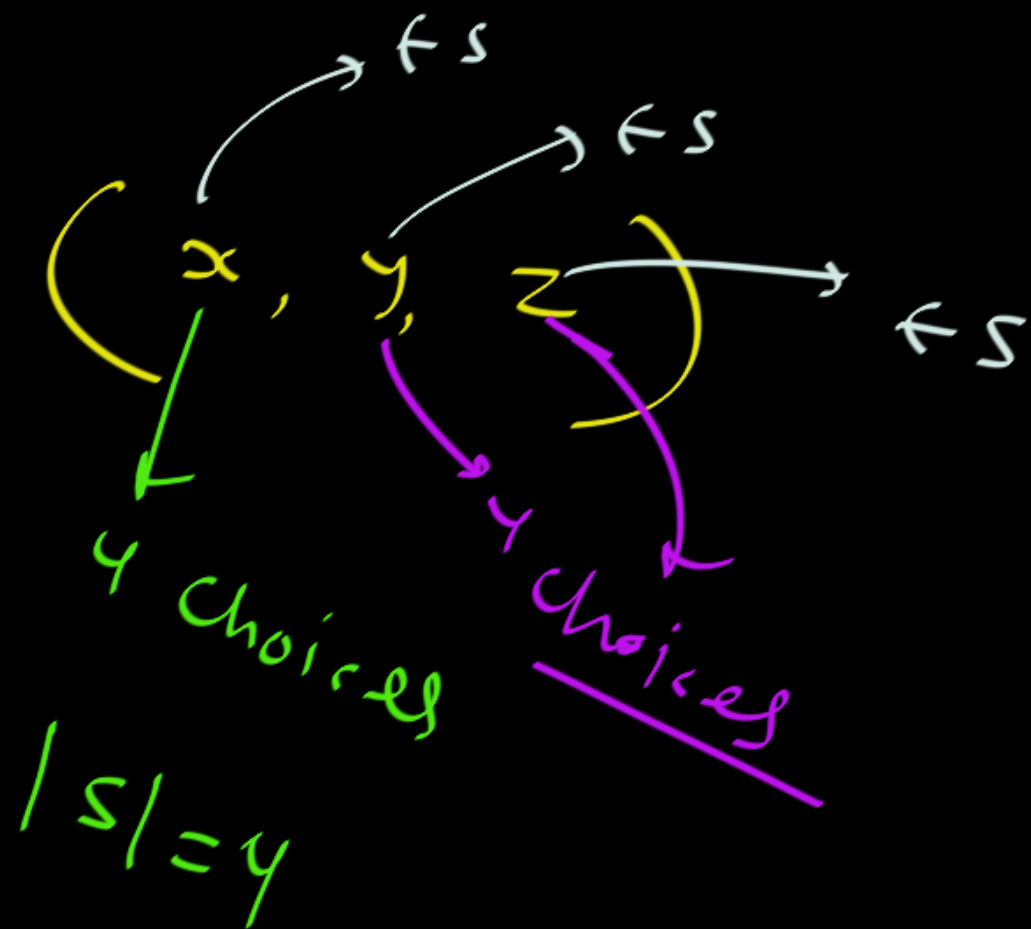 ∈ S
∈ S
(x, y, z)
∈ S
4 choices
4 choices
|S| = 4